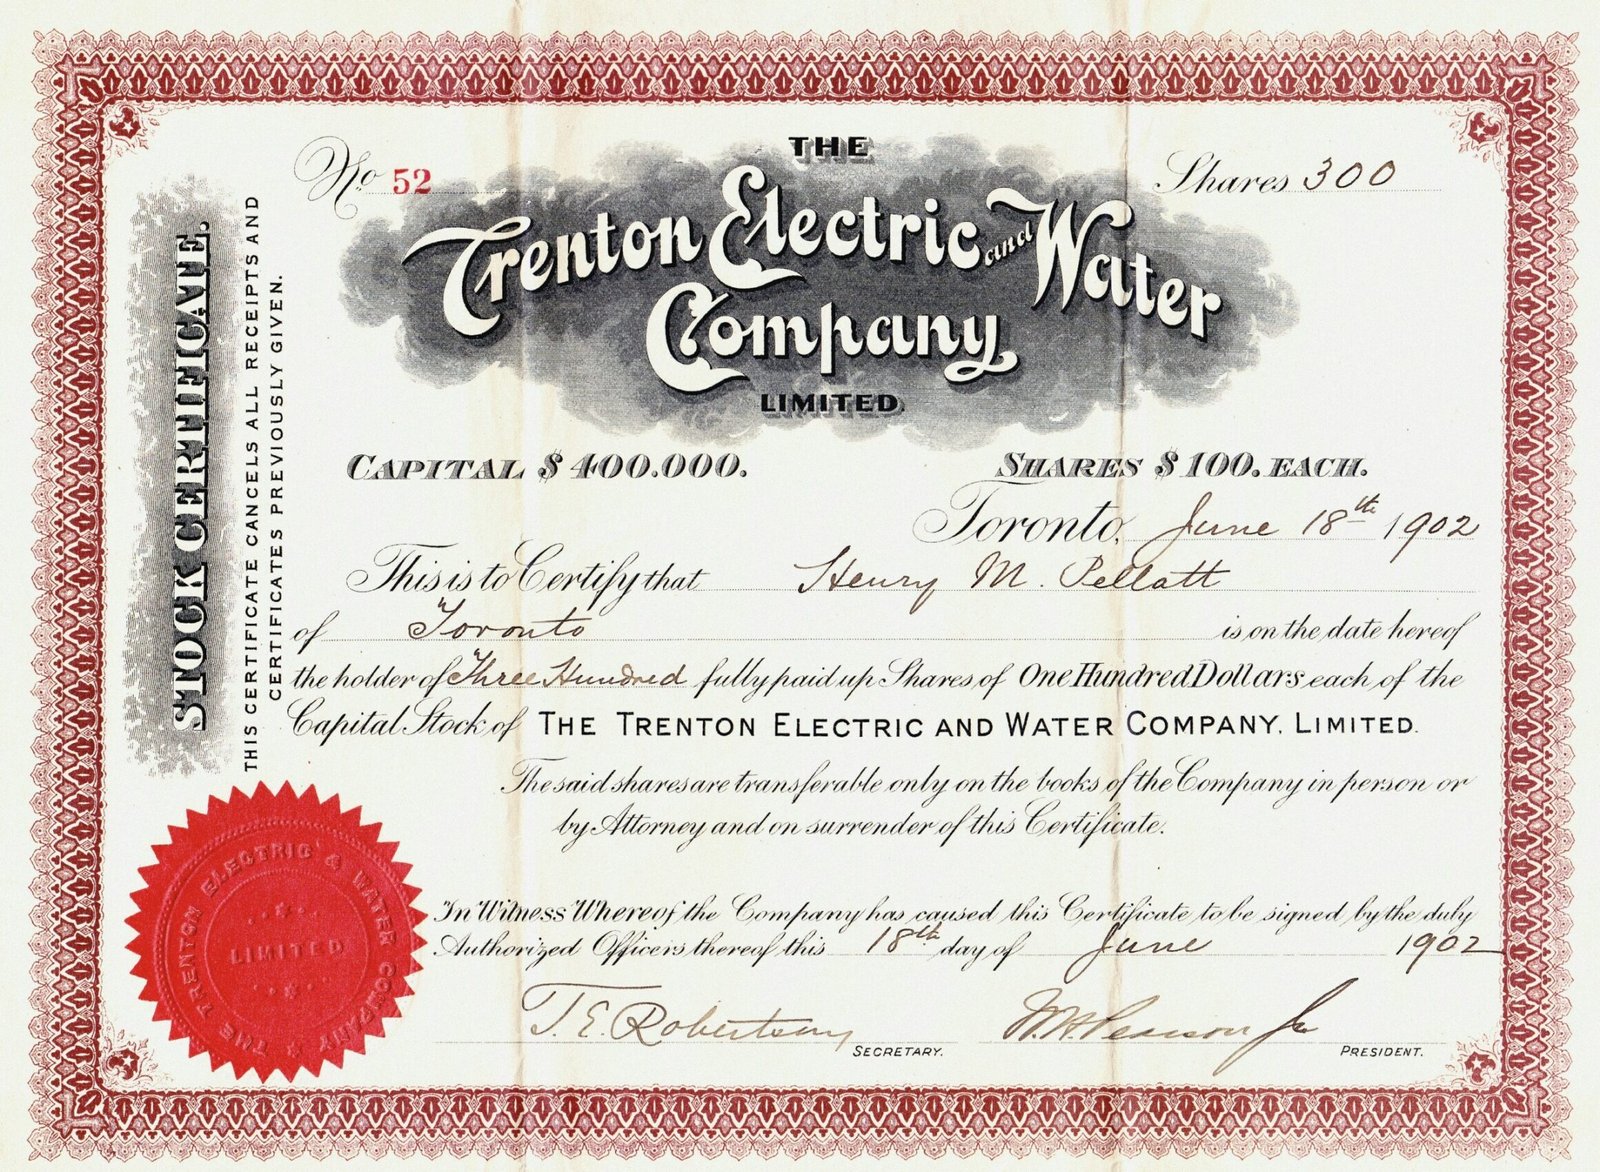 No 52
THE
Shares 300
Trenton Electric and Water
Company
LIMITED.
CAPITAL $400.000.
SHARES $100. EACH.
Toronto, June 18th 1902
This is to Certify that Henry M. Pellatt
of Toronto is on the date hereof
the holder of Three Hundred fully paid up Shares of One Hundred Dollars each of the
Capital Stock of THE TRENTON ELECTRIC AND WATER COMPANY, LIMITED.
The said shares are transferable only on the books of the Company in person or
by Attorney and on surrender of this Certificate.
In Witness Whereof the Company has caused this Certificate to be signed by the duly
Authorized Officers thereof this 18th day of June 1902
T. E. Robertson
SECRETARY.
W. H. Pearson Jr
PRESIDENT.
STOCK CERTIFICATE.
THIS CERTIFICATE CANCELS ALL RECEIPTS AND
CERTIFICATES PREVIOUSLY GIVEN.
THE TRENTON ELECTRIC & WATER COMPANY
LIMITED